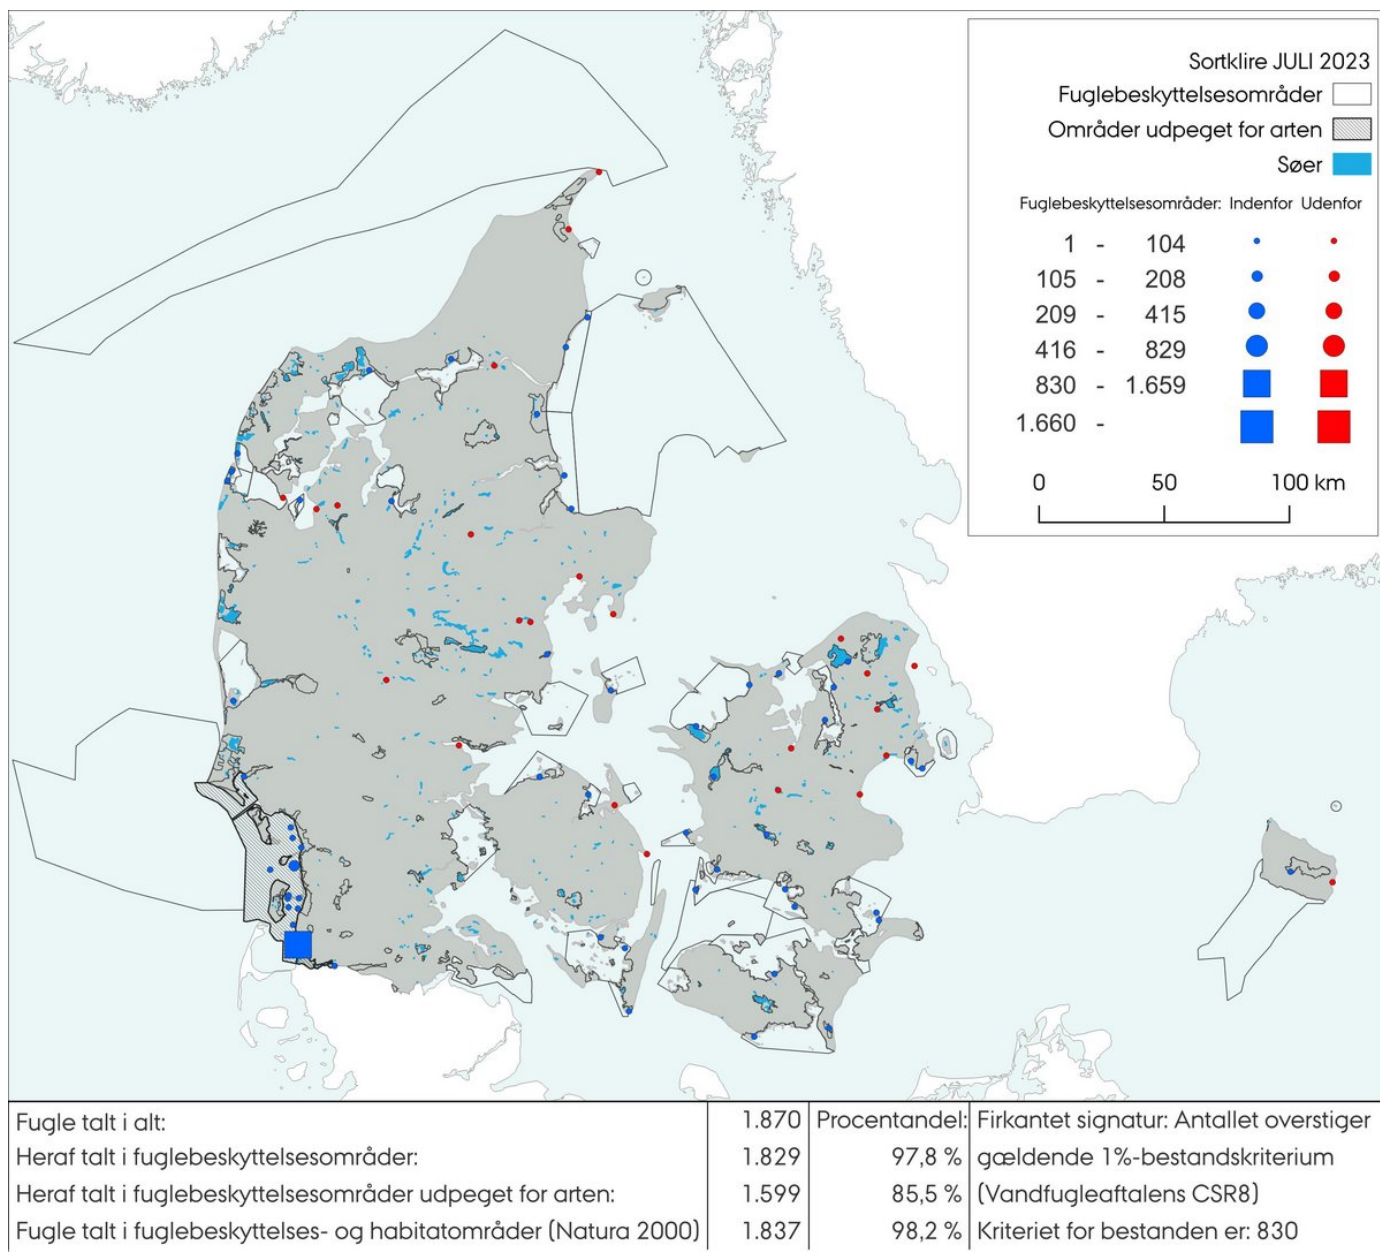 Sortklire JULI 2023
Fuglebeskyttelsesområder
Områder udpeget for arten
Søer
Fuglebeskyttelsesområder: Indenfor Udenfor
1 - 104
105 - 208
209 - 415
416 - 829
830 - 1.659
1.660 -
0 50 100 km
Fugle talt i alt: 1.870 Procentandel: Firkantet signatur: Antallet overstiger
Heraf talt i fuglebeskyttelsesområder: 1.829 97,8 % gældende 1%-bestandskriterium
Heraf talt i fuglebeskyttelsesområder udpeget for arten: 1.599 85,5 % (Vandfugleaftalens CSR8)
Fugle talt i fuglebeskyttelses- og habitatområder (Natura 2000) 1.837 98,2 % Kriteriet for bestanden er: 830